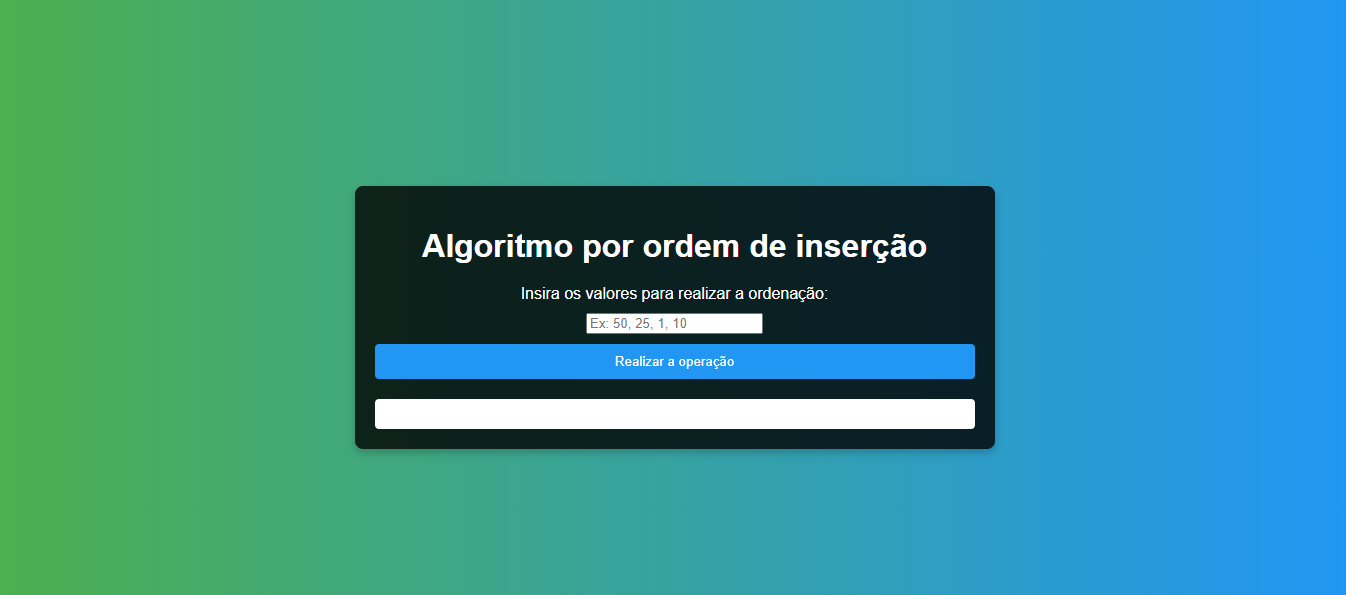 Algoritmo por ordem de inserção
Insira os valores para realizar a ordenação:
Ex: 50, 25, 1, 10
Realizar a operação